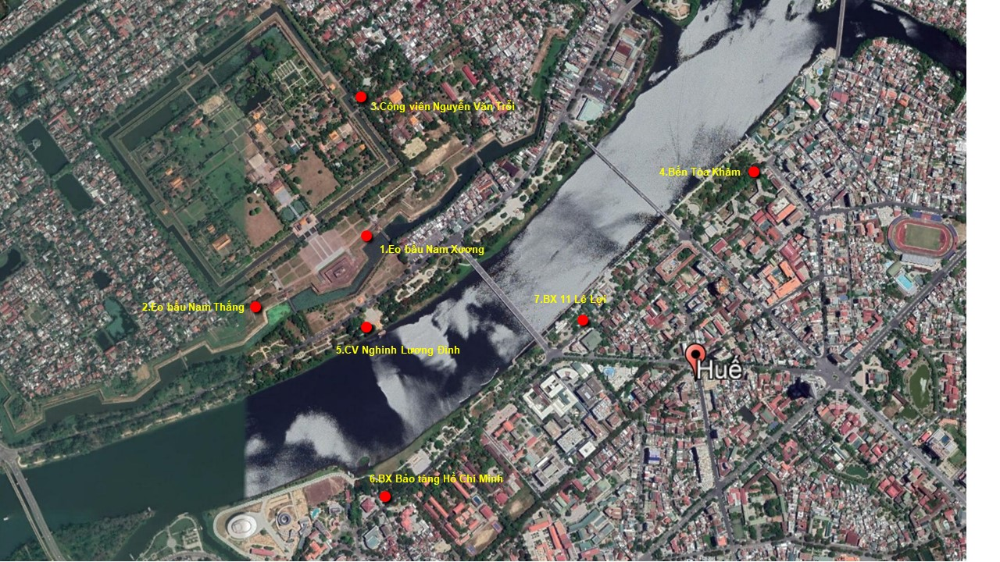 3.Công viên Nguyễn Văn Trỗi
4.Bến Tòa Khâm
1.Eo bầu Nam Xương
7.BX 11 Lê Lợi
2.Eo bầu Nam Thắng
5.CV Nghinh Lương Đình
Huế
6.BX Bảo tàng Hồ Chí Minh